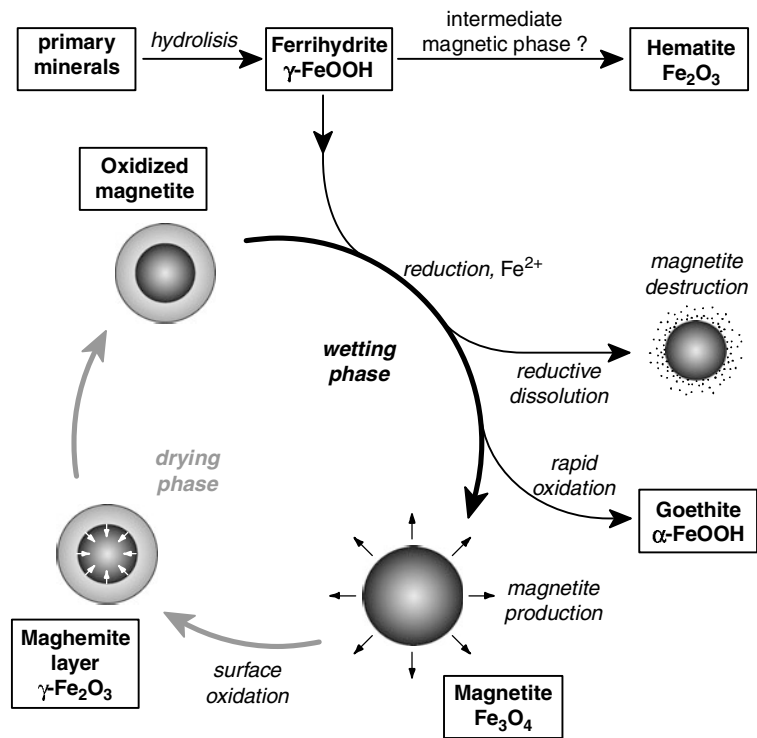 primary
minerals
hydrolisis
Ferrihydrite
γ-FeOOH
intermediate
magnetic phase ?
Hematite
Fe₂O₃
Oxidized
magnetite
reduction, Fe²⁺
magnetite
destruction
wetting
phase
reductive
dissolution
drying
phase
rapid
oxidation
Goethite
α-FeOOH
magnetite
production
Maghemite
layer
γ-Fe₂O₃
surface
oxidation
Magnetite
Fe₃O₄